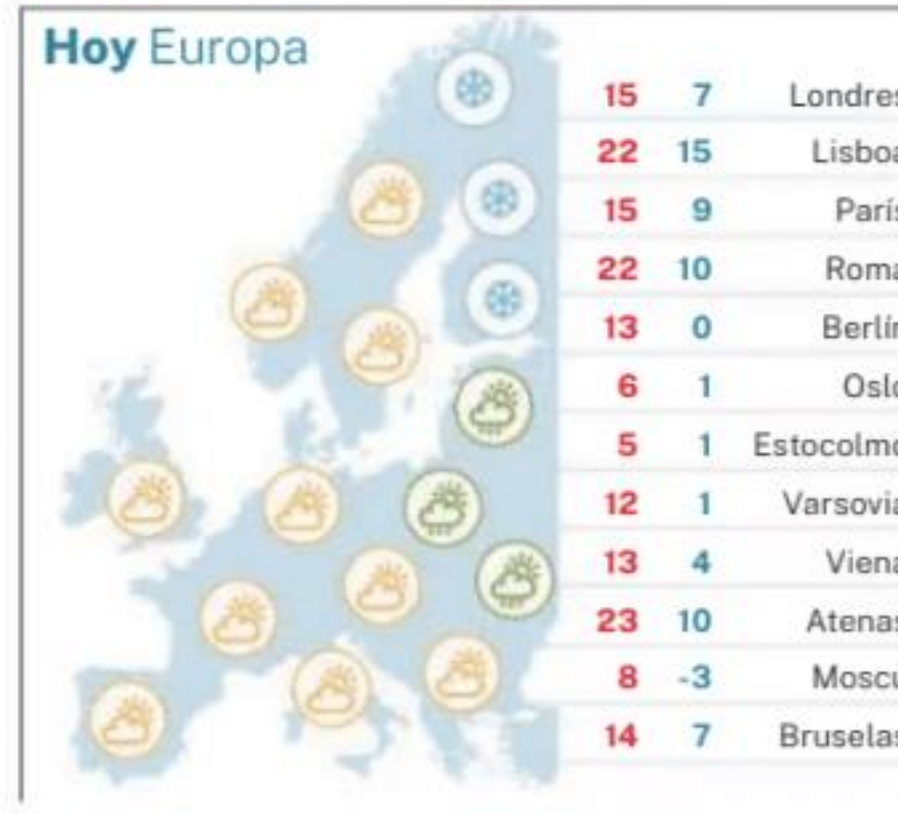 Hoy Europa
15 7 Londres
22 15 Lisboa
15 9 París
22 10 Roma
13 0 Berlín
6 1 Oslo
5 1 Estocolmo
12 1 Varsovia
13 4 Viena
23 10 Atenas
8 -3 Moscú
14 7 Bruselas